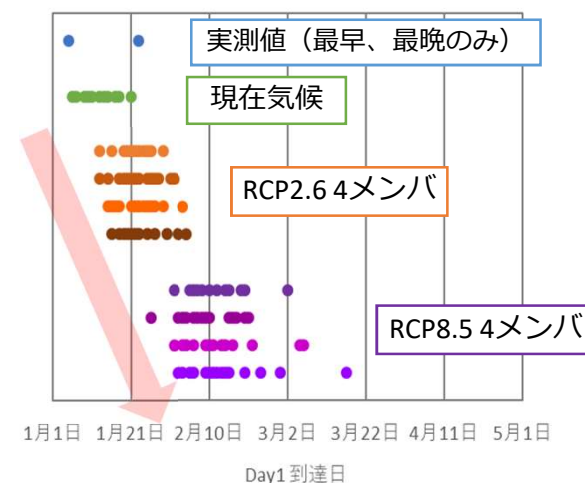 実測値（最早、最晩のみ）
現在気候
RCP2.6 4メンバ
RCP8.5 4メンバ
1月1日 1月21日 2月10日 3月2日 3月22日 4月11日 5月1日
Day1 到達日